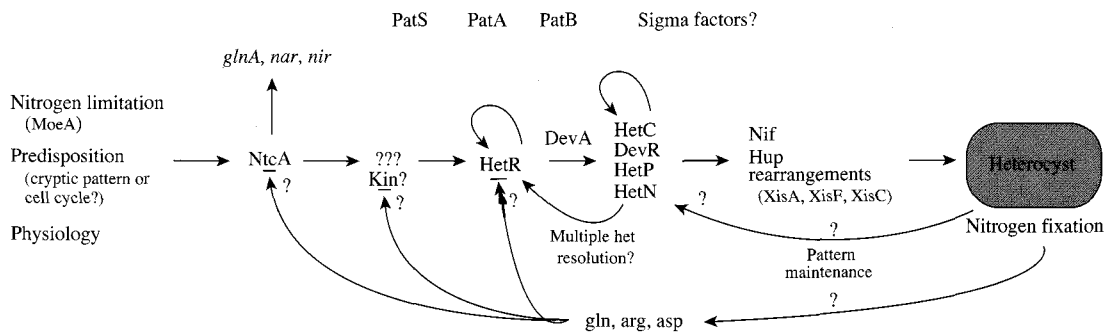 PatS PatA PatB Sigma factors?
glnA, nar, nir
Nitrogen limitation
(MoeA)
Predisposition
(cryptic pattern or
cell cycle?)
Physiology
NtcA
?
???
Kin?
?
HetR
?
DevA
HetC
DevR
HetP
HetN
Multiple het
resolution?
Nif
Hup
rearrangements
(XisA, XisF, XisC)
Heterocyst
Nitrogen fixation
?
?
Pattern
maintenance
?
gln, arg, asp